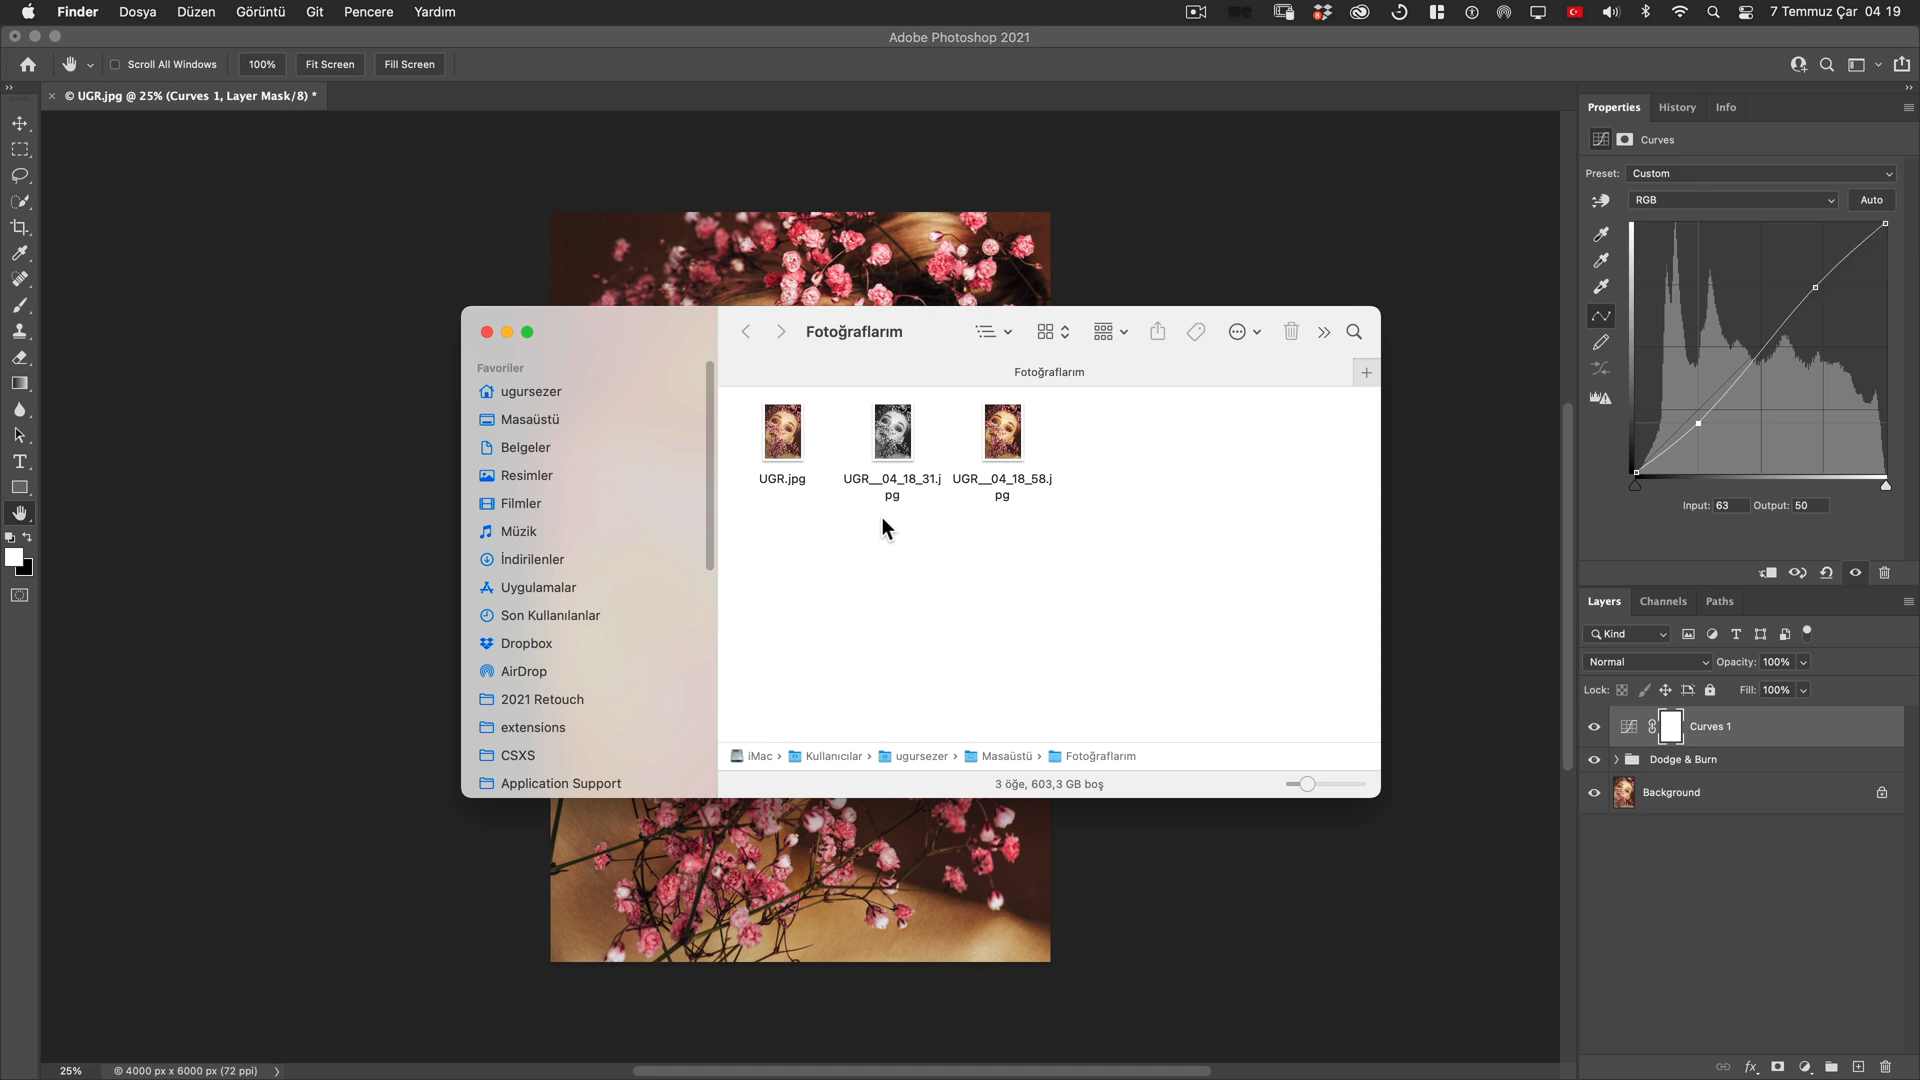 Finder Dosya Düzen Görüntü Git Pencere Yardım 7 Temmuz Çar 04 19
Adobe Photoshop 2021
Scroll All Windows 100% Fit Screen Fill Screen
© UGR.jpg @ 25% (Curves 1, Layer Mask/8) *
Properties History Info
Curves
Preset: Custom
RGB Auto
Input: 63 Output: 50
Layers Channels Paths
Kind
Normal Opacity: 100%
Lock: Fill: 100%
Curves 1
Dodge & Burn
Background
Fotoğraflarım
Fotoğraflarım
Favoriler
ugursezer
Masaüstü
Belgeler
Resimler
Filmler
Müzik
İndirilenler
Uygulamalar
Son Kullanılanlar
Dropbox
AirDrop
2021 Retouch
extensions
CSXS
Application Support
UGR.jpg
UGR__04_18_31.j
pg
UGR__04_18_58.j
pg
iMac › Kullanıcılar › ugursezer › Masaüstü › Fotoğraflarım
3 öğe, 603,3 GB boş
25% © 4000 px x 6000 px (72 ppi)